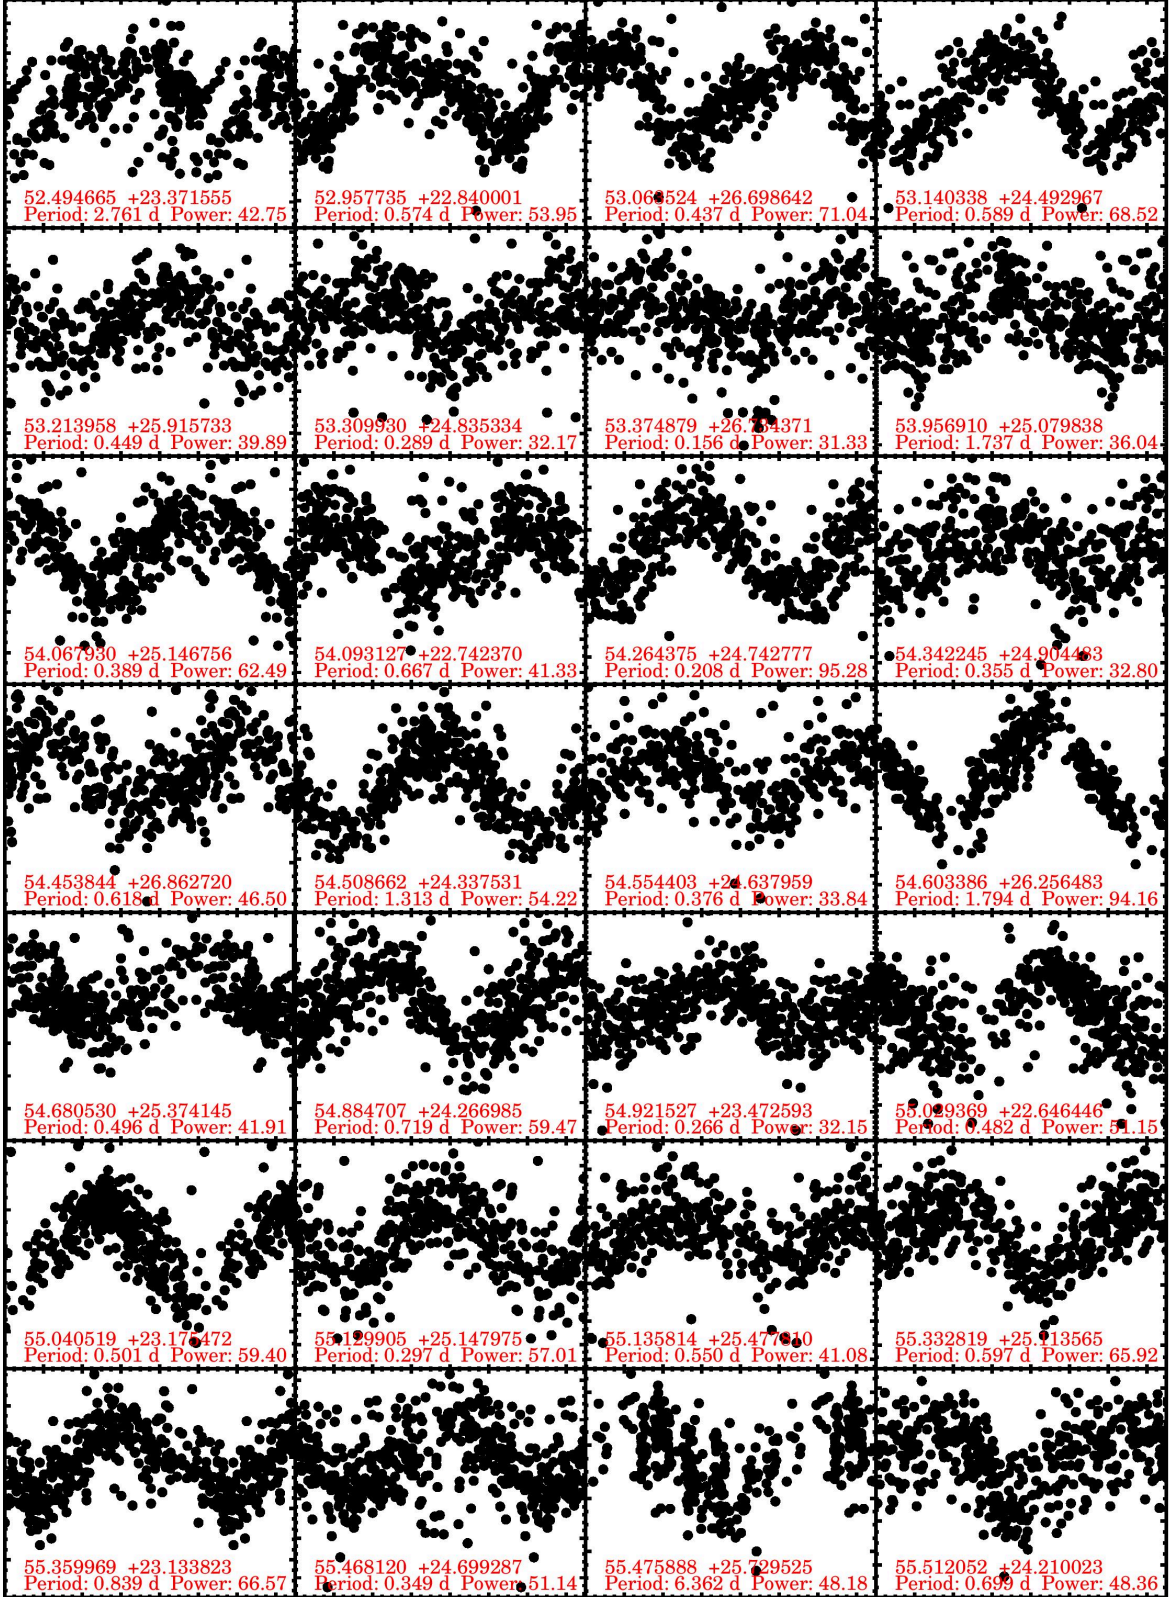 52.494665 +23.371555
Period: 2.761 d Power: 42.75
52.957735 +22.840001
Period: 0.574 d Power: 53.95
+26.698642
Period: 0.437 d Power: 71.04
53.140338 +24.492967
Period: 0.589 d Power: 68.52
53.213958 +25.915733
Period: 0.449 d Power: 39.89
53.309930 +24.835334
Period: 0.289 d Power: 32.17
53.374879
Period: 0.156 d Power: 31.33
53.956910 +25.079838
Period: 1.737 d Power: 36.04
54.067930 +25.146756
Period: 0.389 d Power: 62.49
54.093127 +22.742370
Period: 0.667 d Power: 41.33
54.264375 +24.742777
Period: 0.208 d Power: 95.28
54.342245
Period: 0.355 d Power: 32.80
54.453844 +26.862720
Period: 0.618 d Power: 46.50
54.508662 +24.337531
Period: 1.313 d Power: 54.22
54.554403 +24.637959
Period: 0.376 d Power: 33.84
54.603386 +26.256483
Period: 1.794 d Power: 94.16
54.680530 +25.374145
Period: 0.496 d Power: 41.91
54.884707 +24.266985
Period: 0.719 d Power: 59.47
54.921527 +23.472593
Period: 0.266 d Power: 32.15
55.029369 +22.646446
Period: 0.482 d Power: 51.15
55.040519 +23.175472
Period: 0.501 d Power: 59.40
55.129905 +25.147975
Period: 0.297 d Power: 57.01
55.135814
Period: 0.550 d Power: 41.08
55.332819 +25.113565
Period: 0.597 d Power: 65.92
55.359969 +23.133823
Period: 0.839 d Power: 66.57
55.468120 +24.699287
Period: 0.349 d Power: 51.14
55.475888 +25.729525
Period: 6.362 d Power: 48.18
55.512052 +24.210023
Period: 0.699 d Power: 48.36